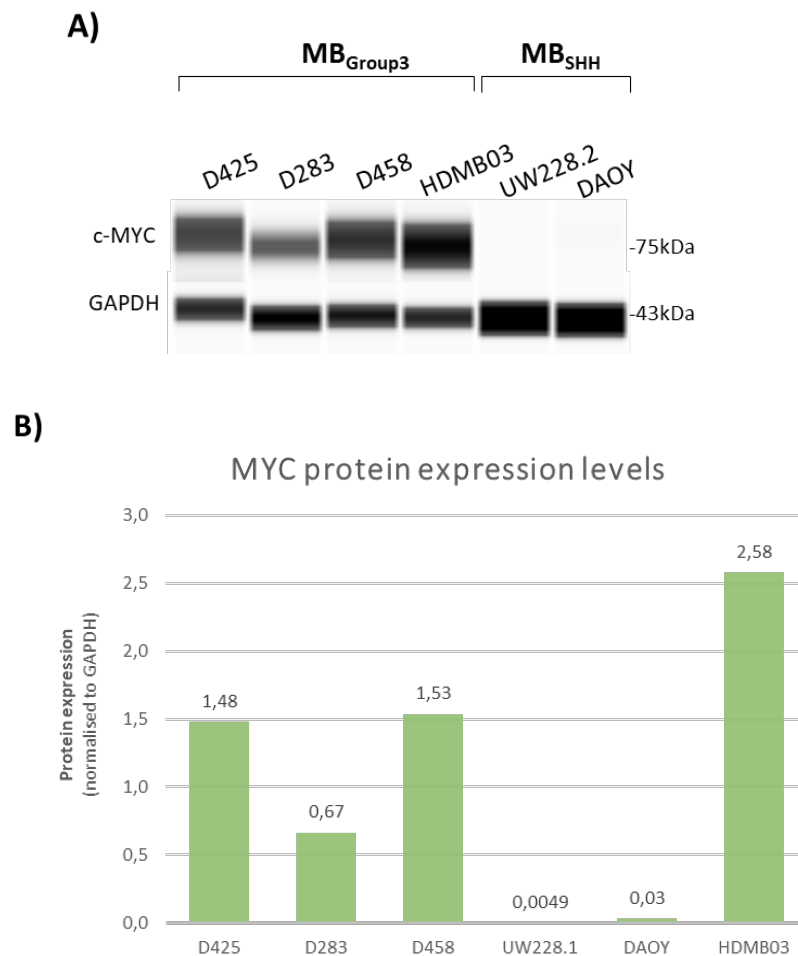 A)
MBGroup3 MBSHH
D425 D283 D458 HDMB03 UW228.2 DAOY
c-MYC -75kDa
GAPDH -43kDa
B)
MYC protein expression levels
Protein expression
(normalised to GAPDH)
3,0
2,5
2,0
1,5
1,0
0,5
0,0
1,48
0,67
1,53
0,0049
0,03
2,58
D425 D283 D458 UW228.1 DAOY HDMB03